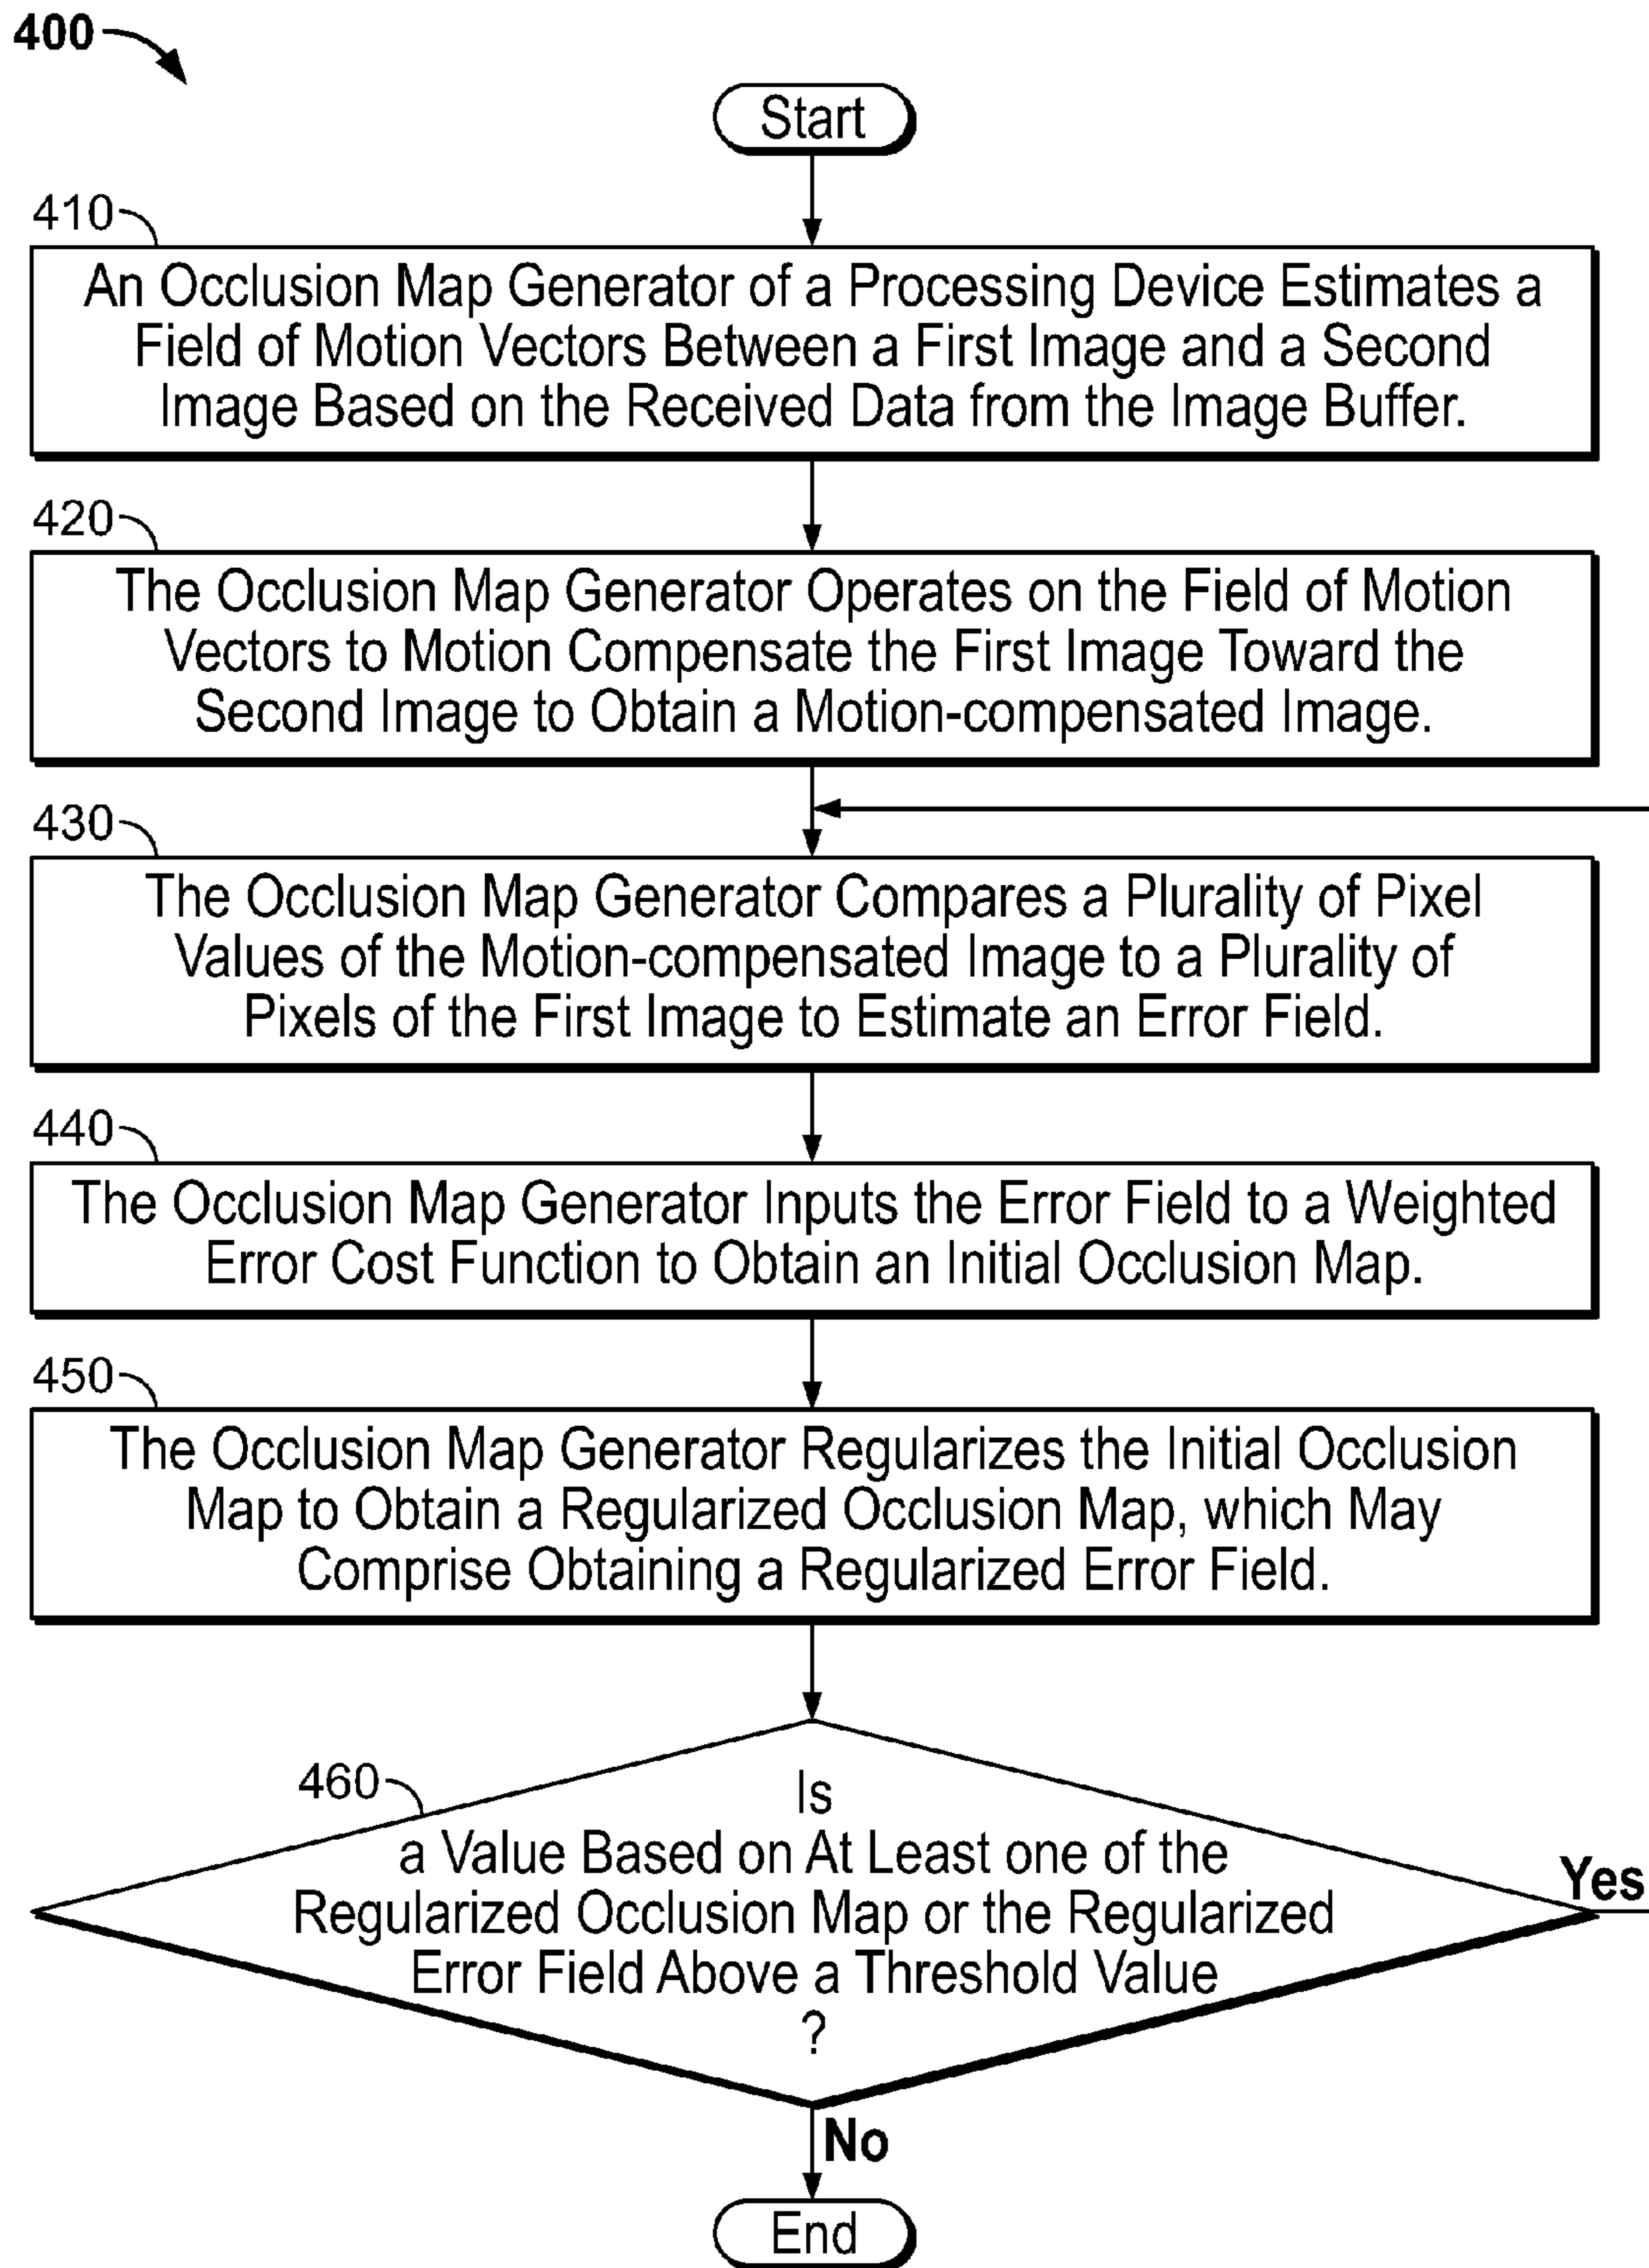 400
Start
410
An Occlusion Map Generator of a Processing Device Estimates a
Field of Motion Vectors Between a First Image and a Second
Image Based on the Received Data from the Image Buffer.
420
The Occlusion Map Generator Operates on the Field of Motion
Vectors to Motion Compensate the First Image Toward the
Second Image to Obtain a Motion-compensated Image.
430
The Occlusion Map Generator Compares a Plurality of Pixel
Values of the Motion-compensated Image to a Plurality of
Pixels of the First Image to Estimate an Error Field.
440
The Occlusion Map Generator Inputs the Error Field to a Weighted
Error Cost Function to Obtain an Initial Occlusion Map.
450
The Occlusion Map Generator Regularizes the Initial Occlusion
Map to Obtain a Regularized Occlusion Map, which May
Comprise Obtaining a Regularized Error Field.
460
Is
a Value Based on At Least one of the
Regularized Occlusion Map or the Regularized
Error Field Above a Threshold Value
?
Yes
No
End